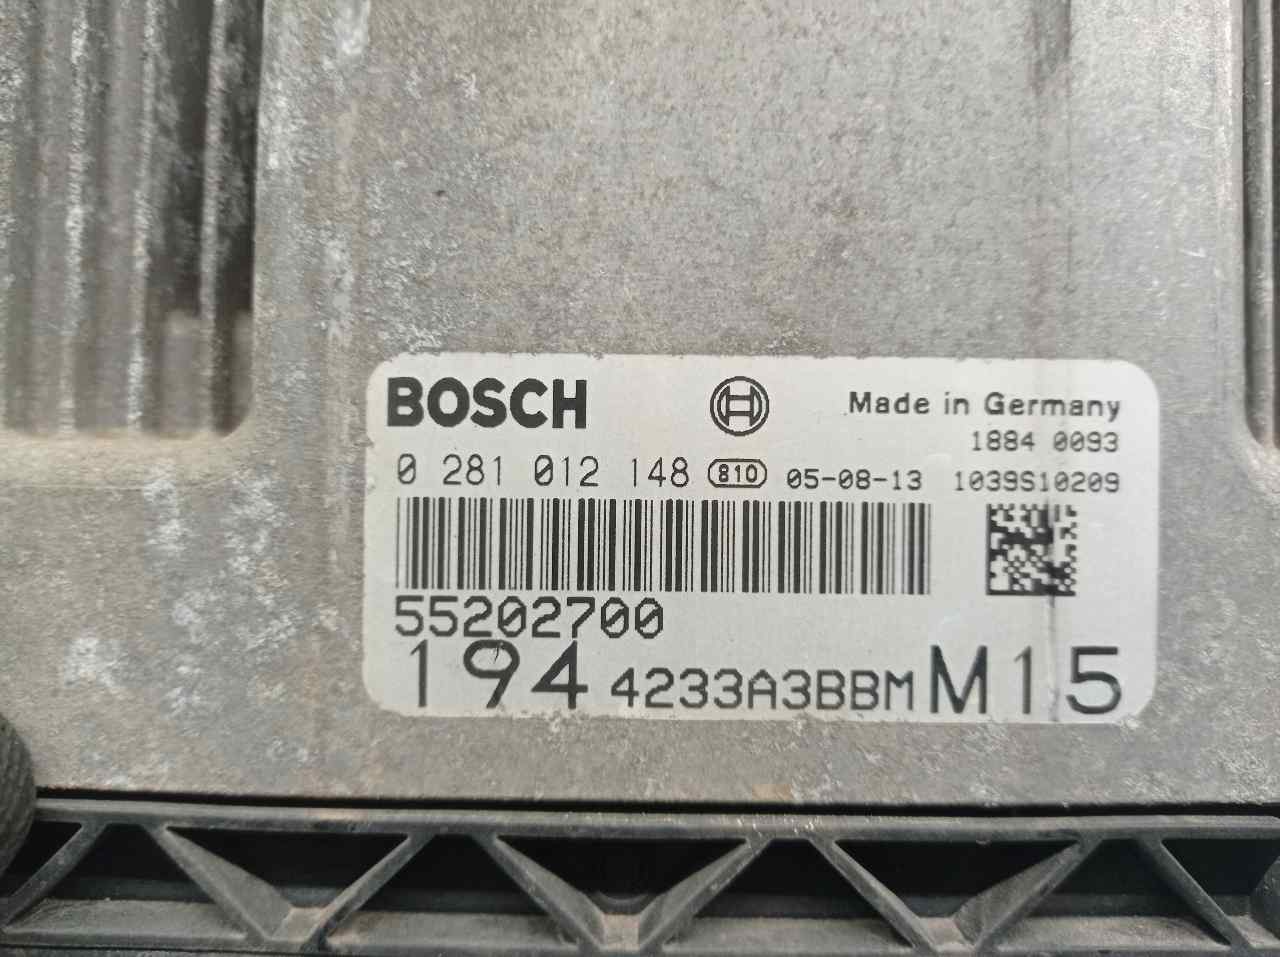 BOSCH Made in Germany
1884 0093
0 281 012 148 810 05-08-13 1039S10209
55202700
194 4233A3BBM M15